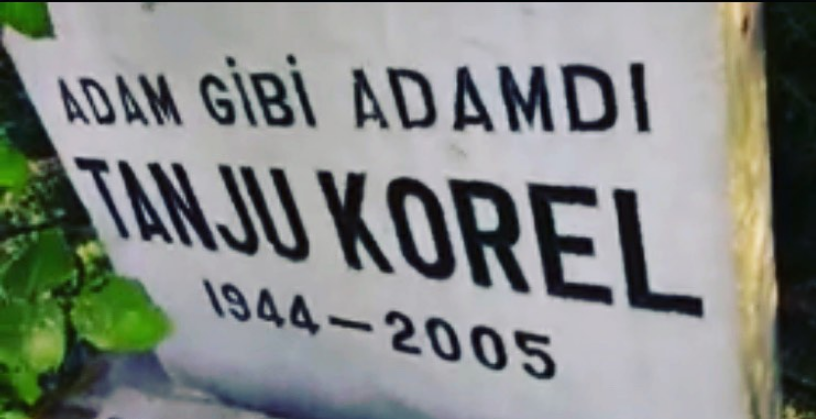 ADAM GİBİ ADAMDI
TANJU KOREL
1944-2005